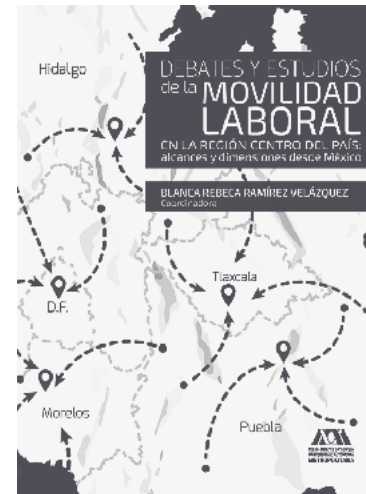 Hidalgo
DEBATES Y ESTUDIOS
de la MOVILIDAD
LABORAL
EN LA REGIÓN CENTRO DEL PAÍS:
alcances y dimensiones desde México
BLANCA REBECA RAMÍREZ VELÁZQUEZ
Coordinadora
Tlaxcala
D.F.
Morelos
Puebla
METROPOLITANA